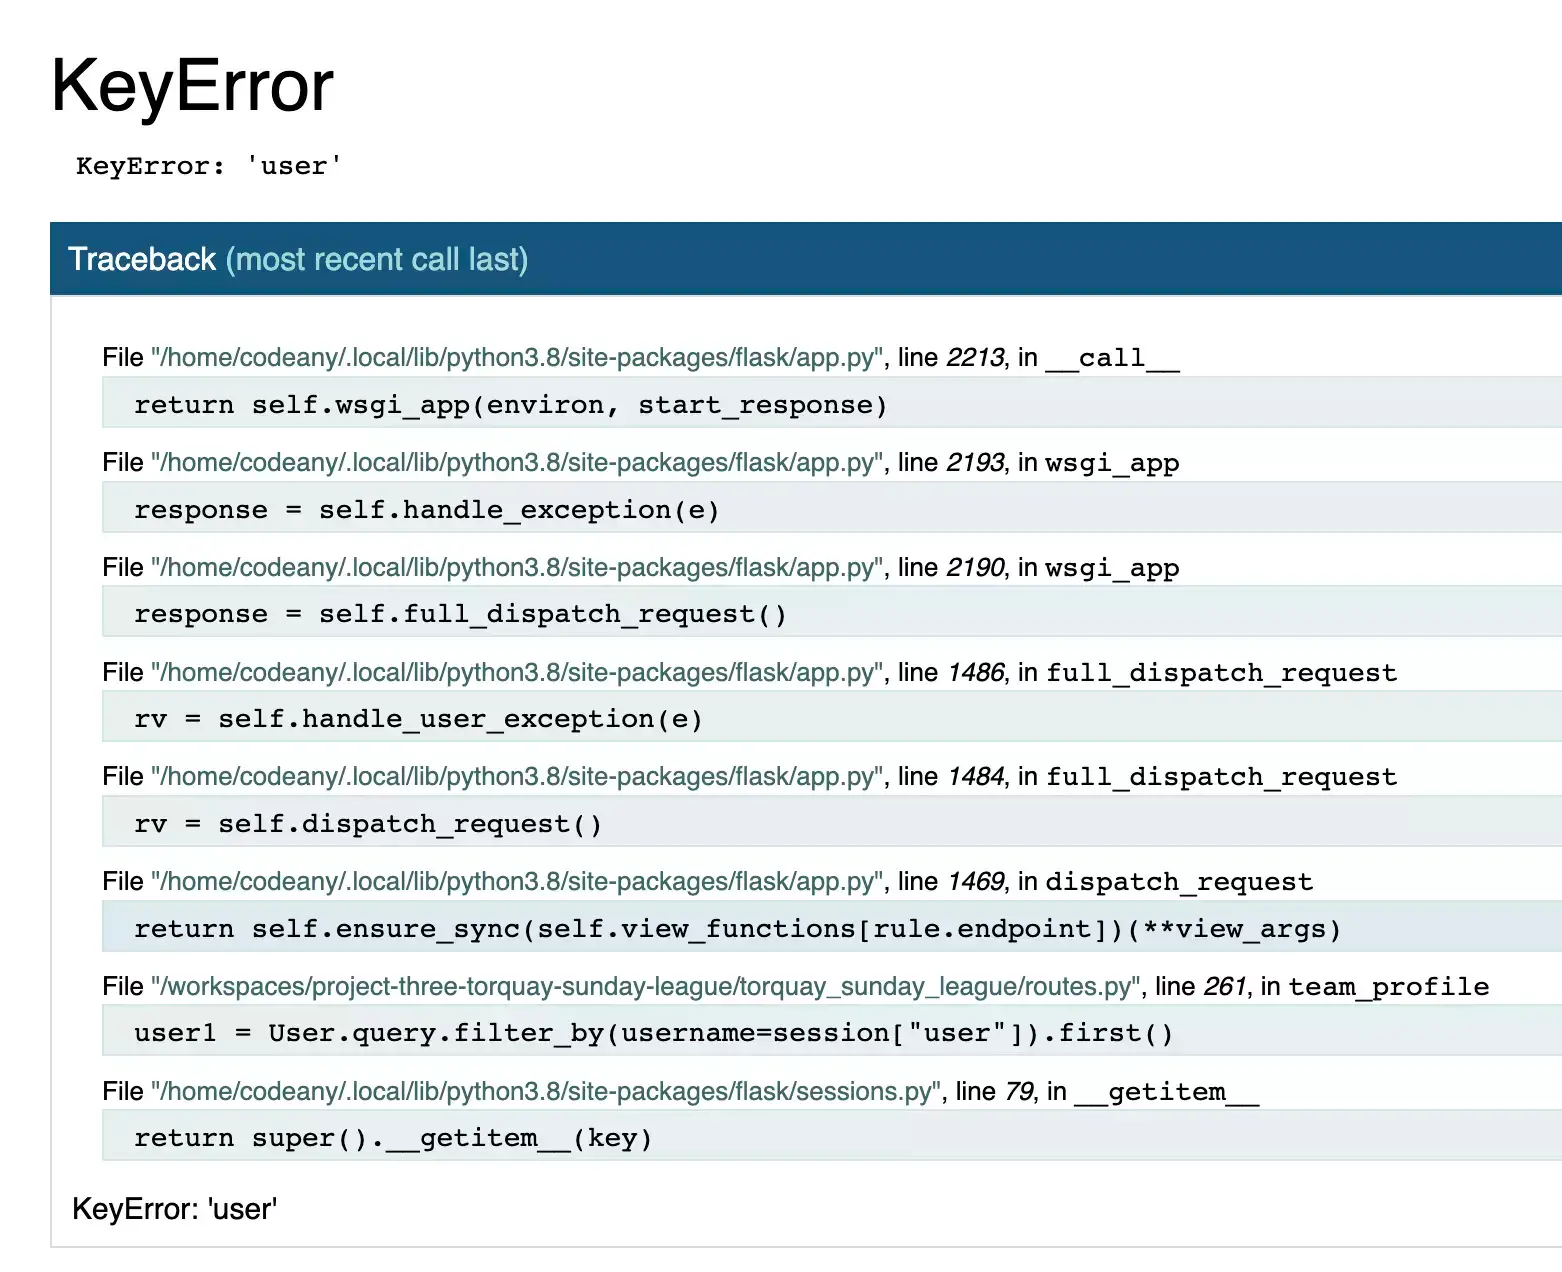 KeyError
KeyError: 'user'
Traceback (most recent call last)
File "/home/codeany/.local/lib/python3.8/site-packages/flask/app.py", line 2213, in __call__
return self.wsgi_app(environ, start_response)
File "/home/codeany/.local/lib/python3.8/site-packages/flask/app.py", line 2193, in wsgi_app
response = self.handle_exception(e)
File "/home/codeany/.local/lib/python3.8/site-packages/flask/app.py", line 2190, in wsgi_app
response = self.full_dispatch_request()
File "/home/codeany/.local/lib/python3.8/site-packages/flask/app.py", line 1486, in full_dispatch_request
rv = self.handle_user_exception(e)
File "/home/codeany/.local/lib/python3.8/site-packages/flask/app.py", line 1484, in full_dispatch_request
rv = self.dispatch_request()
File "/home/codeany/.local/lib/python3.8/site-packages/flask/app.py", line 1469, in dispatch_request
return self.ensure_sync(self.view_functions[rule.endpoint])(**view_args)
File "/workspaces/project-three-torquay-sunday-league/torquay_sunday_league/routes.py", line 261, in team_profile
user1 = User.query.filter_by(username=session["user"]).first()
File "/home/codeany/.local/lib/python3.8/site-packages/flask/sessions.py", line 79, in __getitem__
return super().__getitem__(key)
KeyError: 'user'